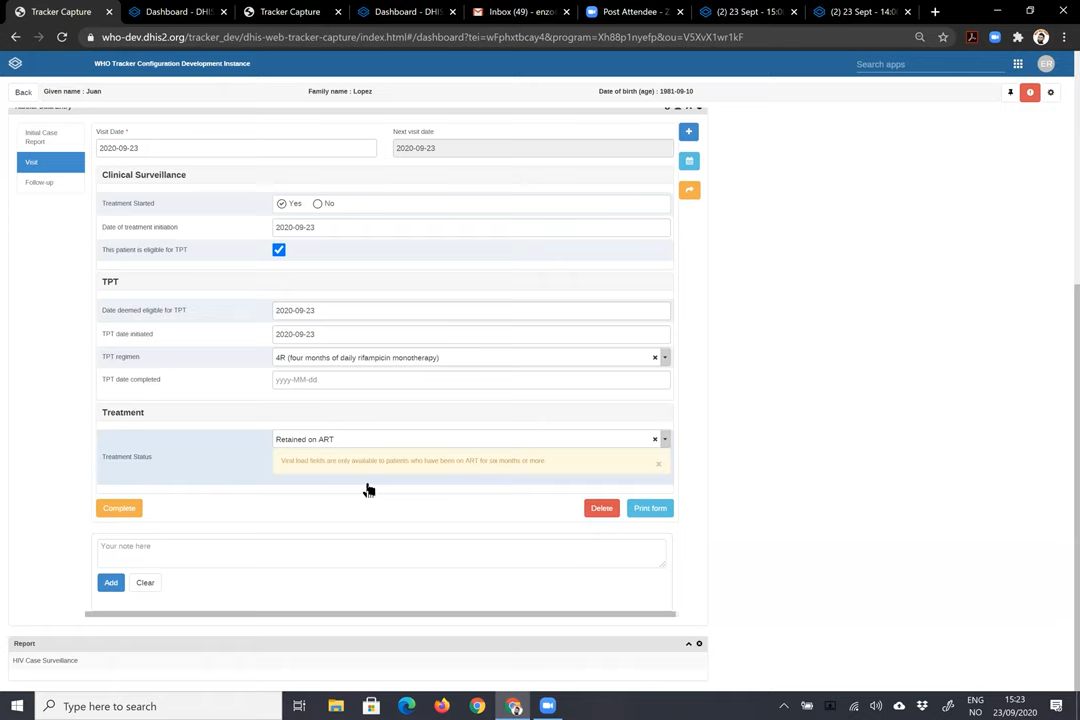 Tracker Capture
Dashboard - DHIS
Tracker Capture
Dashboard - DHIS
Inbox (49) - enzo
Post Attendee - Z
(2) 23 Sept - 15:0
(2) 23 Sept - 14:0
who-dev.dhis2.org/tracker_dev/dhis-web-tracker-capture/index.html#/dashboard?tei=wFphxtbcay4&program=Xh88p1nyefp&ou=V5XvX1wr1kF
WHO Tracker Configuration Development Instance
Search apps
ER
Back
Given name : Juan
Family name : Lopez
Date of birth (age) : 1981-09-10
Initial Case
Report
Visit
Follow-up
Visit Date *
Next visit date
2020-09-23
2020-09-23
Clinical Surveillance
Treatment Started
Yes
No
Date of treatment initiation
2020-09-23
This patient is eligible for TPT
TPT
Date deemed eligible for TPT
2020-09-23
TPT date initiated
2020-09-23
TPT regimen
4R (four months of daily rifampicin monotherapy)
TPT date completed
yyyy-MM-dd
Treatment
Treatment Status
Retained on ART
Viral load fields are only available to patients who have been on ART for six months or more.
Complete
Delete
Print form
Your note here
Add
Clear
Report
HIV Case Surveillance
Type here to search
ENG
NO
15:23
23/09/2020